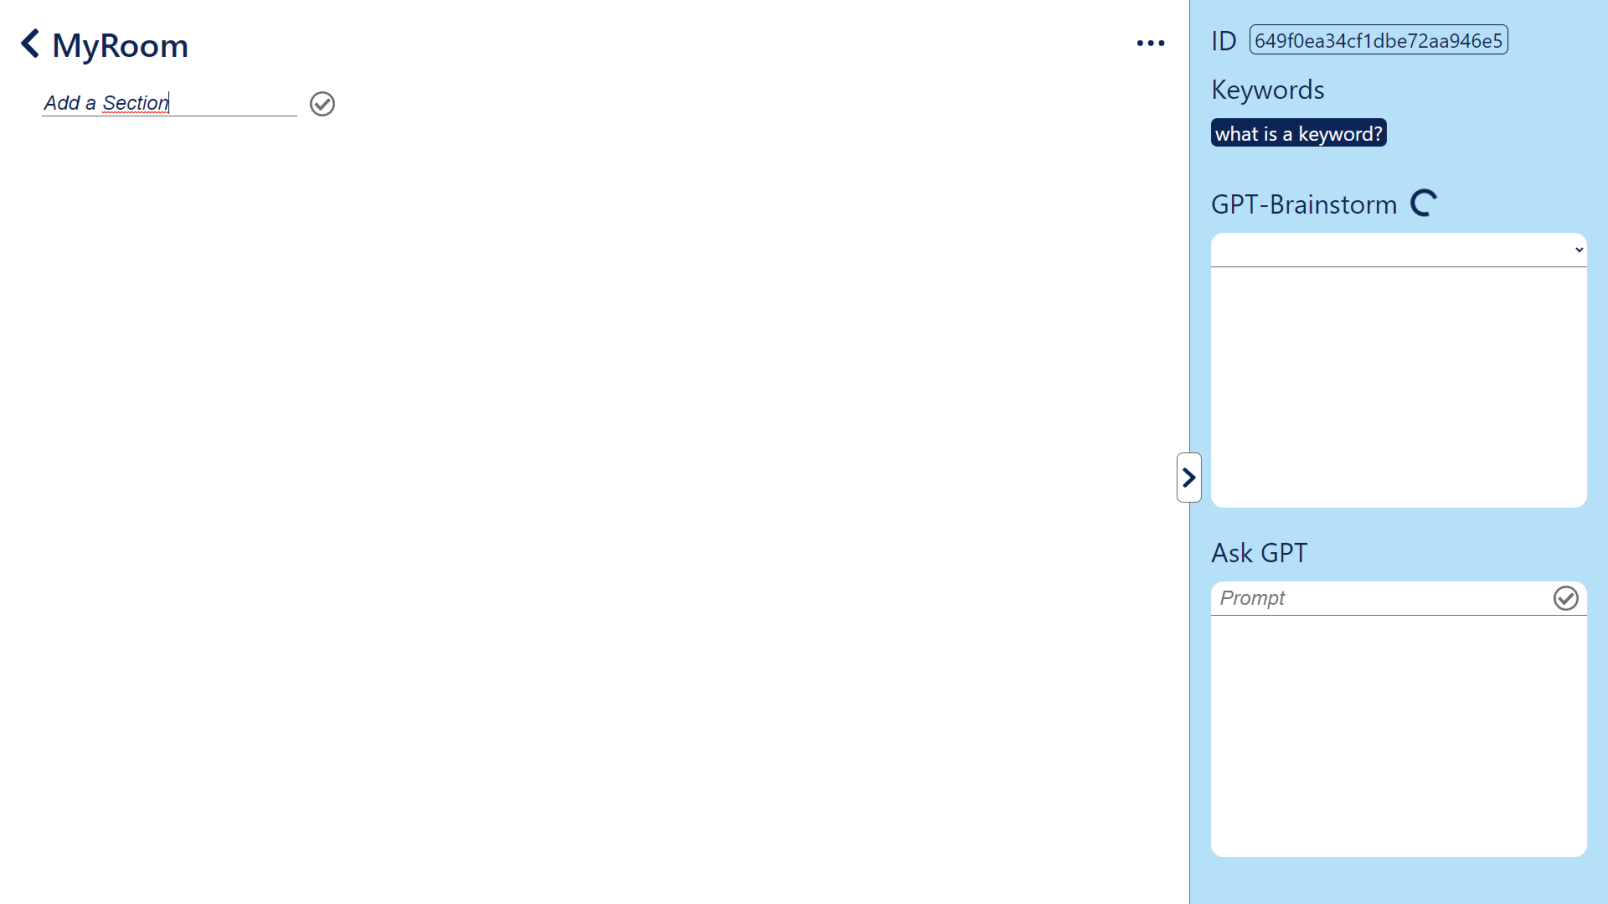 MyRoom
Add a Section
ID 649f0ea34cf1dbe72aa946e5
Keywords
what is a keyword?
GPT-Brainstorm
Ask GPT
Prompt